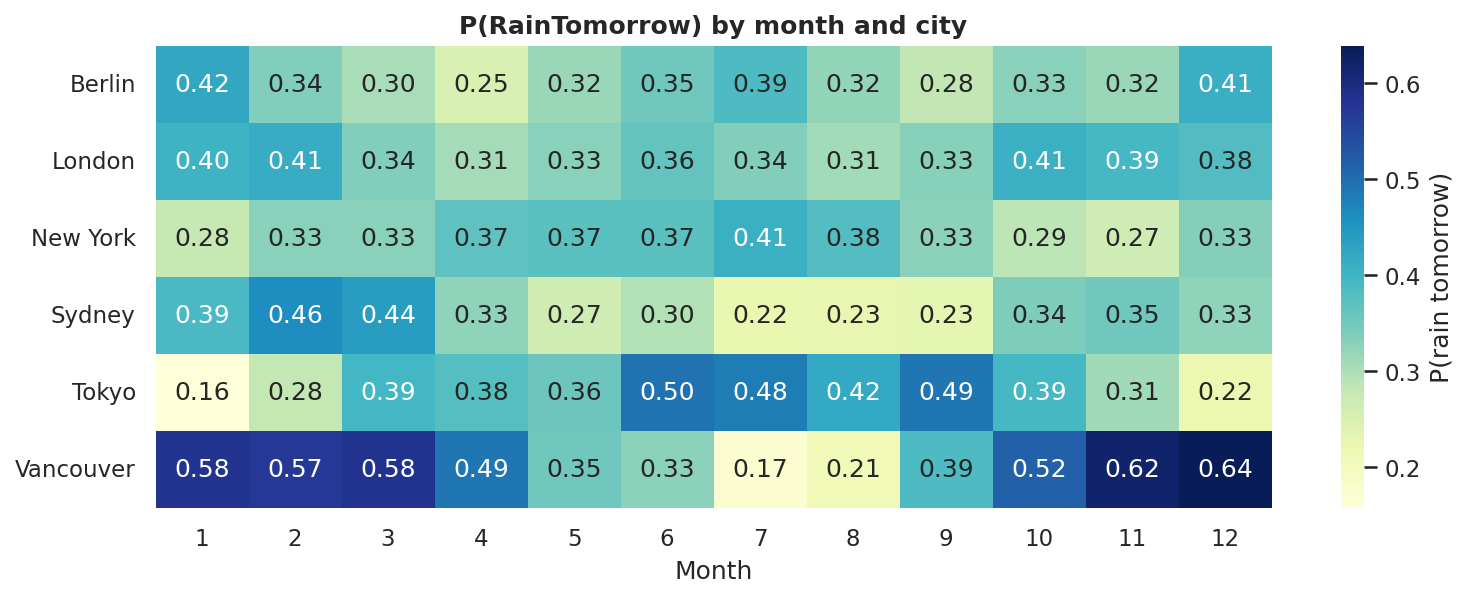 P(RainTomorrow) by month and city
Berlin 0.42 0.34 0.30 0.25 0.32 0.35 0.39 0.32 0.28 0.33 0.32 0.41
London 0.40 0.41 0.34 0.31 0.33 0.36 0.34 0.31 0.33 0.41 0.39 0.38
New York 0.28 0.33 0.33 0.37 0.37 0.37 0.41 0.38 0.33 0.29 0.27 0.33
Sydney 0.39 0.46 0.44 0.33 0.27 0.30 0.22 0.23 0.23 0.34 0.35 0.33
Tokyo 0.16 0.28 0.39 0.38 0.36 0.50 0.48 0.42 0.49 0.39 0.31 0.22
Vancouver 0.58 0.57 0.58 0.49 0.35 0.33 0.17 0.21 0.39 0.52 0.62 0.64
1 2 3 4 5 6 7 8 9 10 11 12
Month
0.6
0.5
0.4
0.3
0.2
P(rain tomorrow)